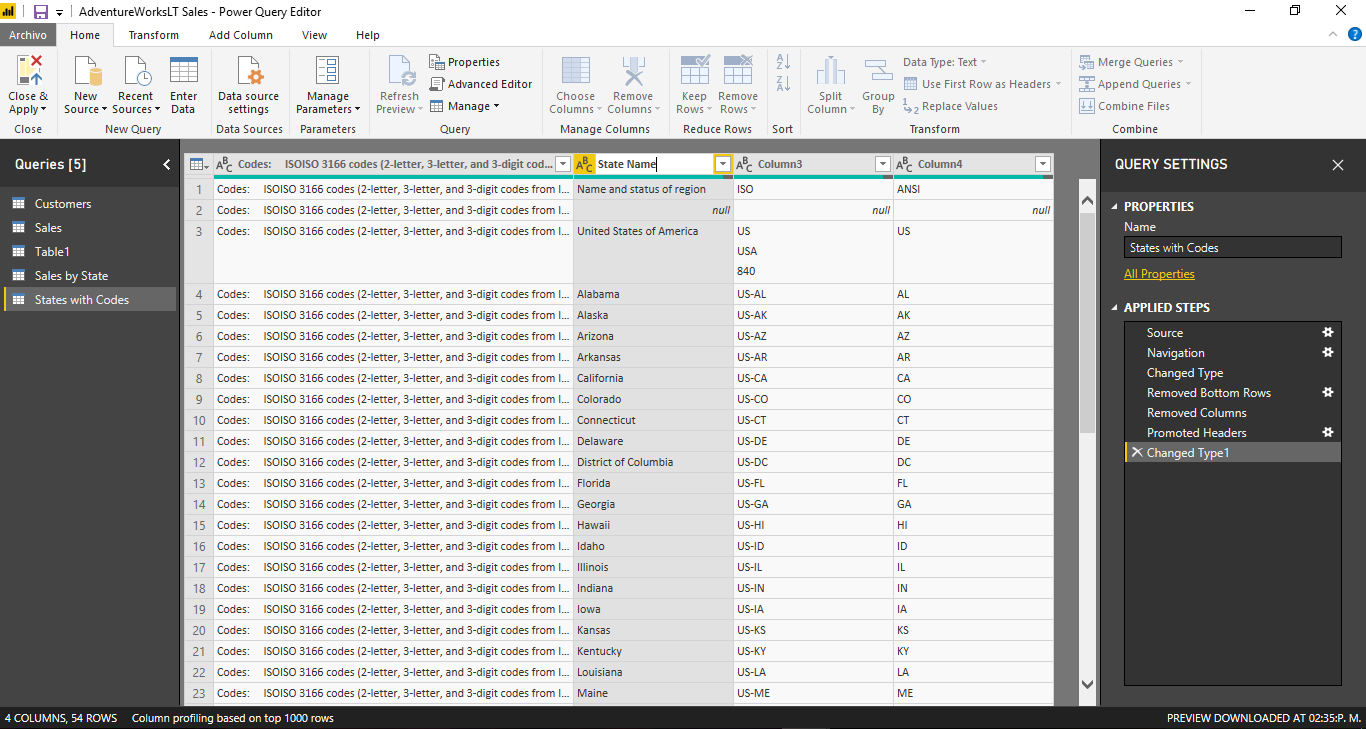 AdventureWorksLT Sales - Power Query Editor
Archivo Home Transform Add Column View Help
Close & Apply
Close
New Source
Recent Sources
Enter Data
New Query
Data source settings
Data Sources
Manage Parameters
Parameters
Refresh Preview
Properties
Advanced Editor
Manage
Query
Choose Columns
Remove Columns
Manage Columns
Keep Rows
Remove Rows
Reduce Rows
Sort
Split Column
Group By
Data Type: Text
Use First Row as Headers
Replace Values
Transform
Merge Queries
Append Queries
Combine Files
Combine
Queries [5]
Customers
Sales
Table1
Sales by State
States with Codes
Codes: ISOISO 3166 codes (2-letter, 3-letter, and 3-digit cod... State Name Column3 Column4
1 Codes: ISOISO 3166 codes (2-letter, 3-letter, and 3-digit codes from I... Name and status of region ISO ANSI
2 Codes: ISOISO 3166 codes (2-letter, 3-letter, and 3-digit codes from I... null null null
3 Codes: ISOISO 3166 codes (2-letter, 3-letter, and 3-digit codes from I... United States of America US US
USA
840
4 Codes: ISOISO 3166 codes (2-letter, 3-letter, and 3-digit codes from I... Alabama US-AL AL
5 Codes: ISOISO 3166 codes (2-letter, 3-letter, and 3-digit codes from I... Alaska US-AK AK
6 Codes: ISOISO 3166 codes (2-letter, 3-letter, and 3-digit codes from I... Arizona US-AZ AZ
7 Codes: ISOISO 3166 codes (2-letter, 3-letter, and 3-digit codes from I... Arkansas US-AR AR
8 Codes: ISOISO 3166 codes (2-letter, 3-letter, and 3-digit codes from I... California US-CA CA
9 Codes: ISOISO 3166 codes (2-letter, 3-letter, and 3-digit codes from I... Colorado US-CO CO
10 Codes: ISOISO 3166 codes (2-letter, 3-letter, and 3-digit codes from I... Connecticut US-CT CT
11 Codes: ISOISO 3166 codes (2-letter, 3-letter, and 3-digit codes from I... Delaware US-DE DE
12 Codes: ISOISO 3166 codes (2-letter, 3-letter, and 3-digit codes from I... District of Columbia US-DC DC
13 Codes: ISOISO 3166 codes (2-letter, 3-letter, and 3-digit codes from I... Florida US-FL FL
14 Codes: ISOISO 3166 codes (2-letter, 3-letter, and 3-digit codes from I... Georgia US-GA GA
15 Codes: ISOISO 3166 codes (2-letter, 3-letter, and 3-digit codes from I... Hawaii US-HI HI
16 Codes: ISOISO 3166 codes (2-letter, 3-letter, and 3-digit codes from I... Idaho US-ID ID
17 Codes: ISOISO 3166 codes (2-letter, 3-letter, and 3-digit codes from I... Illinois US-IL IL
18 Codes: ISOISO 3166 codes (2-letter, 3-letter, and 3-digit codes from I... Indiana US-IN IN
19 Codes: ISOISO 3166 codes (2-letter, 3-letter, and 3-digit codes from I... Iowa US-IA IA
20 Codes: ISOISO 3166 codes (2-letter, 3-letter, and 3-digit codes from I... Kansas US-KS KS
21 Codes: ISOISO 3166 codes (2-letter, 3-letter, and 3-digit codes from I... Kentucky US-KY KY
22 Codes: ISOISO 3166 codes (2-letter, 3-letter, and 3-digit codes from I... Louisiana US-LA LA
23 Codes: ISOISO 3166 codes (2-letter, 3-letter, and 3-digit codes from I... Maine US-ME ME
QUERY SETTINGS
PROPERTIES
Name
States with Codes
All Properties
APPLIED STEPS
Source
Navigation
Changed Type
Removed Bottom Rows
Removed Columns
Promoted Headers
Changed Type1
4 COLUMNS, 54 ROWS Column profiling based on top 1000 rows PREVIEW DOWNLOADED AT 02:35:P. M.